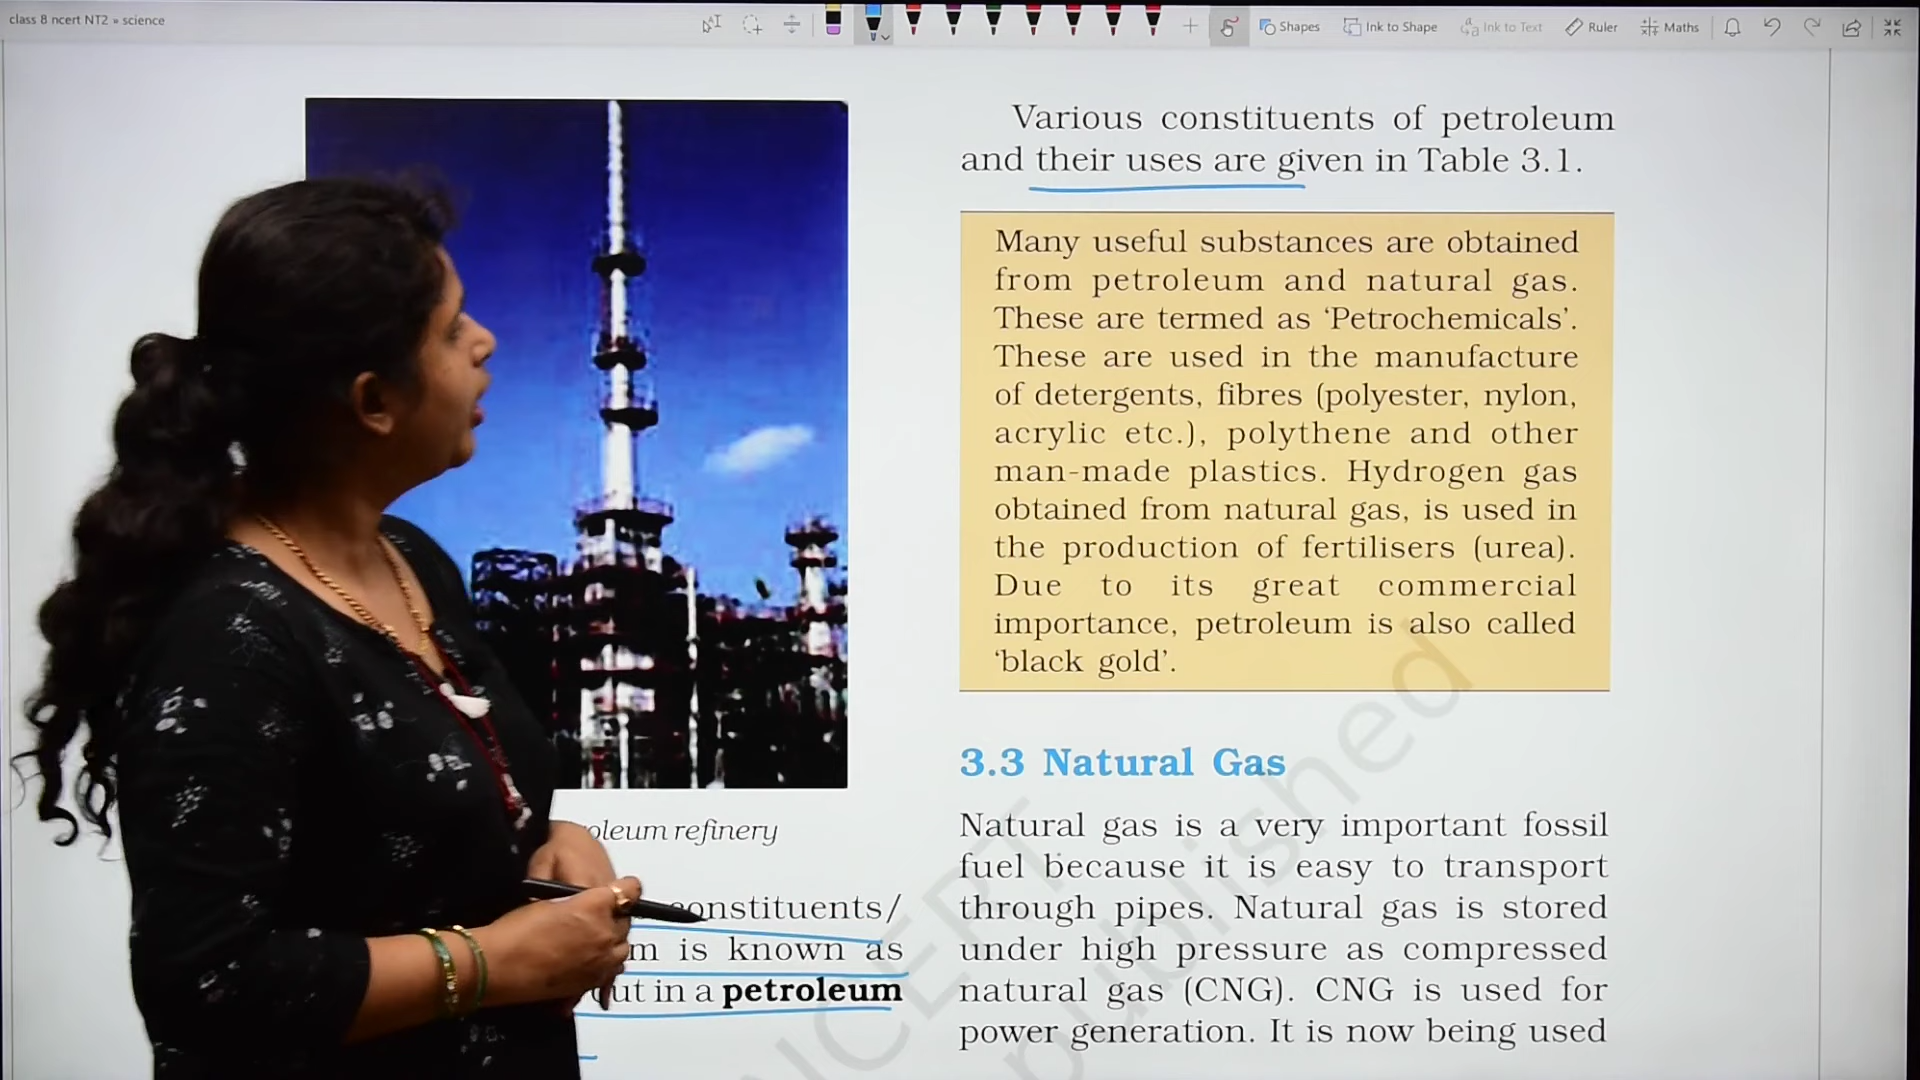 class 8 ncert NT2 » science
Shapes
Ink to Shape
Ink to Text
Ruler
Maths
oleum refinery
constituents/
m is known as
out in a petroleum
Various constituents of petroleum
and their uses are given in Table 3.1.
Many useful substances are obtained
from petroleum and natural gas.
These are termed as ‘Petrochemicals’.
These are used in the manufacture
of detergents, fibres (polyester, nylon,
acrylic etc.), polythene and other
man-made plastics. Hydrogen gas
obtained from natural gas, is used in
the production of fertilisers (urea).
Due to its great commercial
importance, petroleum is also called
‘black gold’.
3.3 Natural Gas
Natural gas is a very important fossil
fuel because it is easy to transport
through pipes. Natural gas is stored
under high pressure as compressed
natural gas (CNG). CNG is used for
power generation. It is now being used
NCERT
published